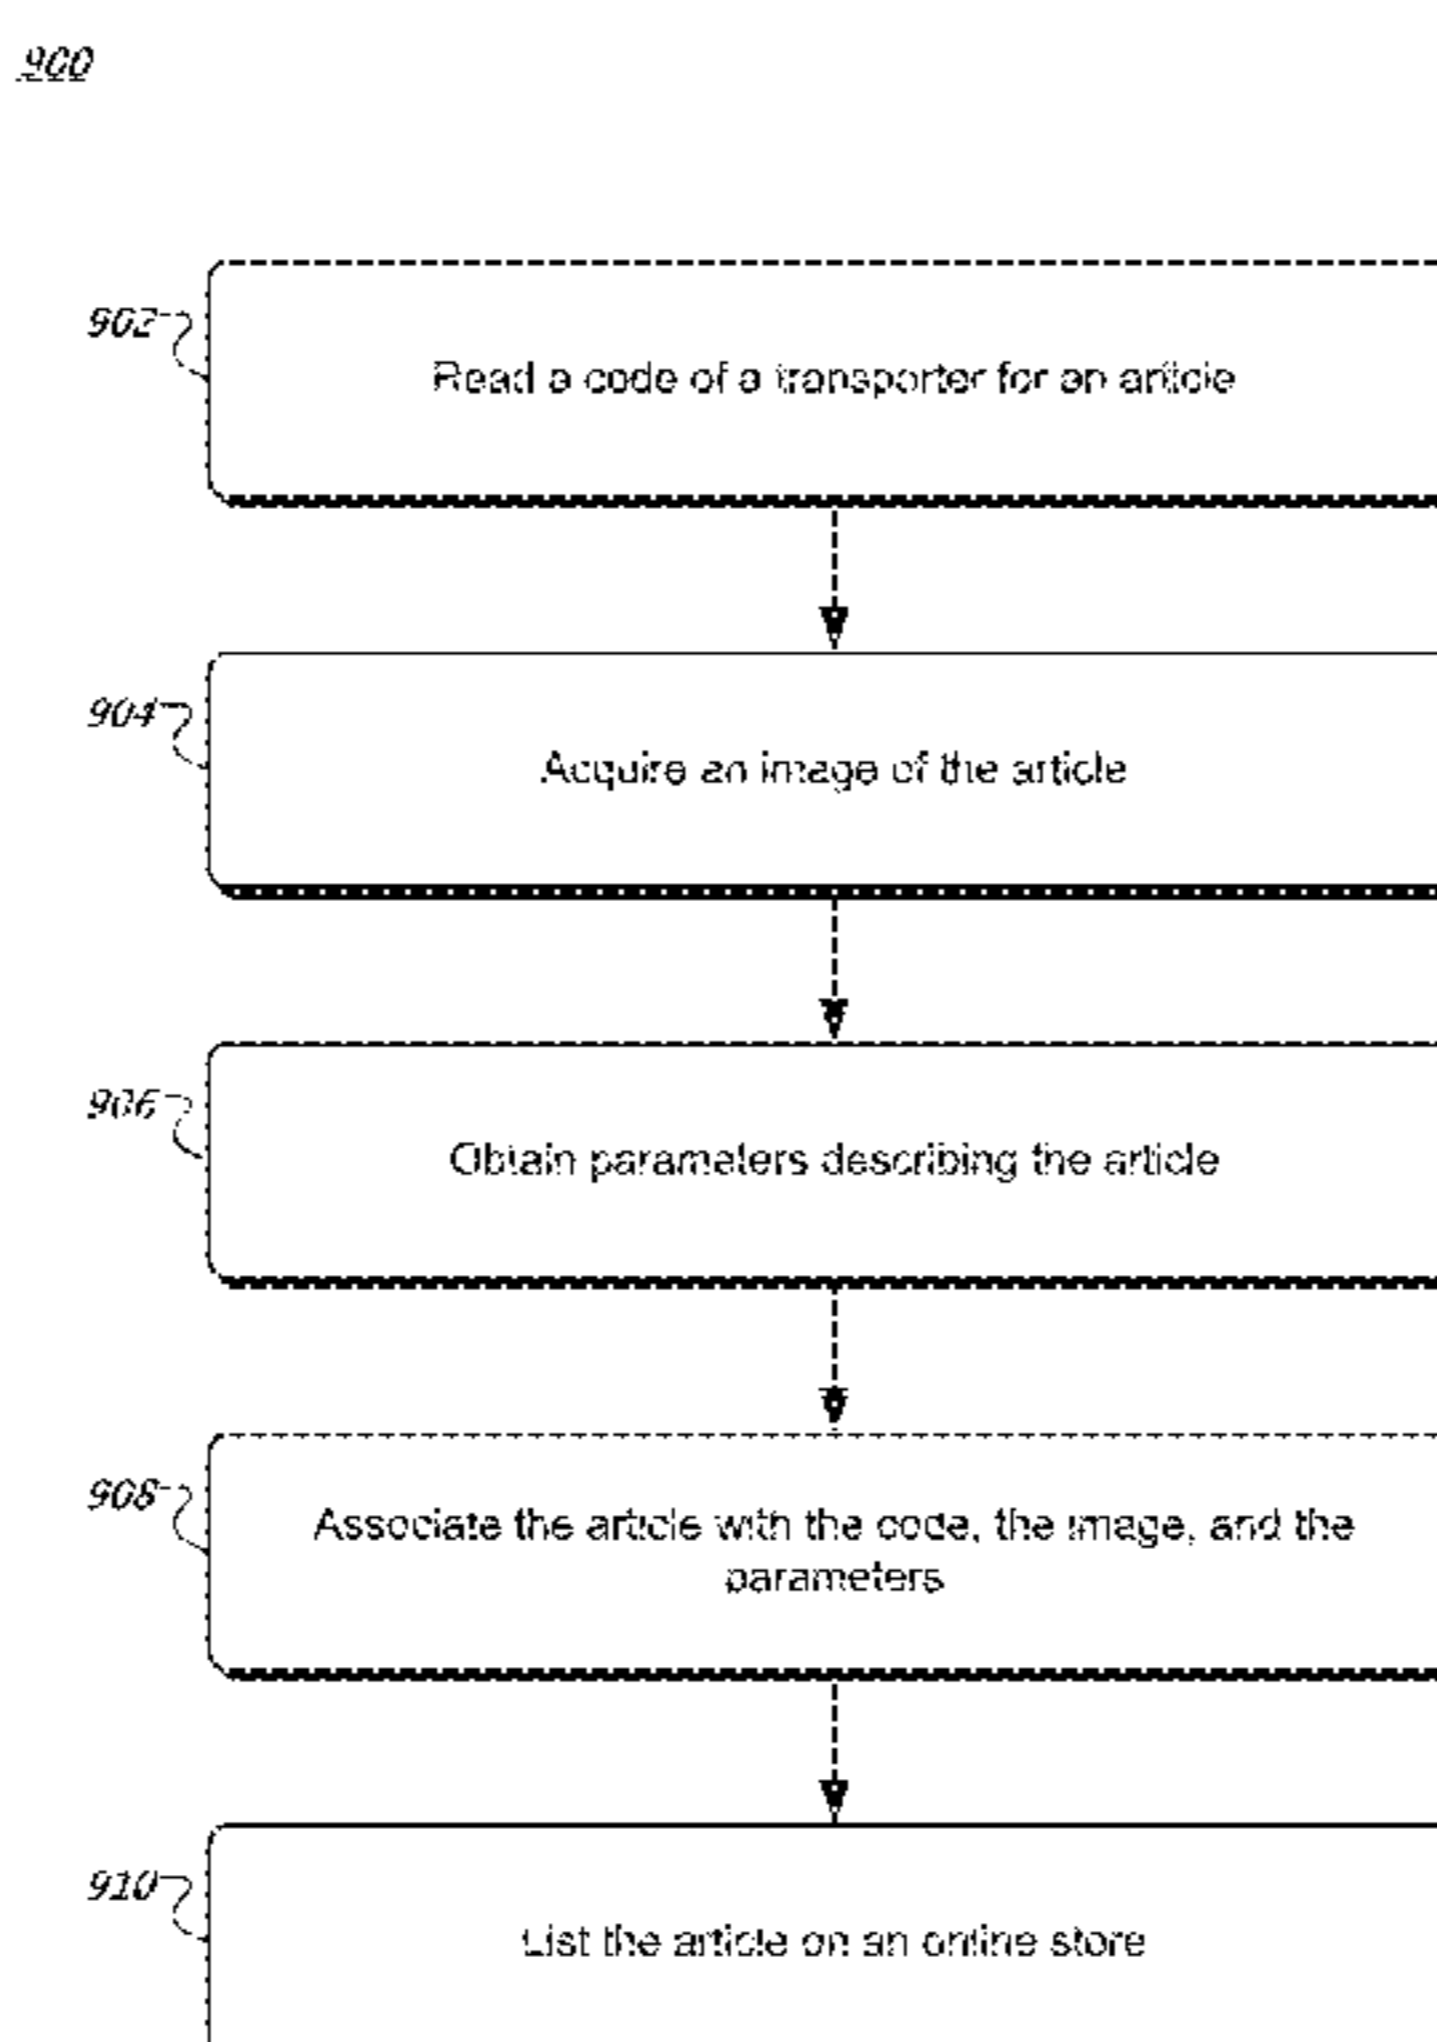 900
902
Read a code of a transporter for an article
904
Acquire an image of the article
906
Obtain parameters describing the article
908
Associate the article with the code, the image, and the
parameters
910
List the article on an online store